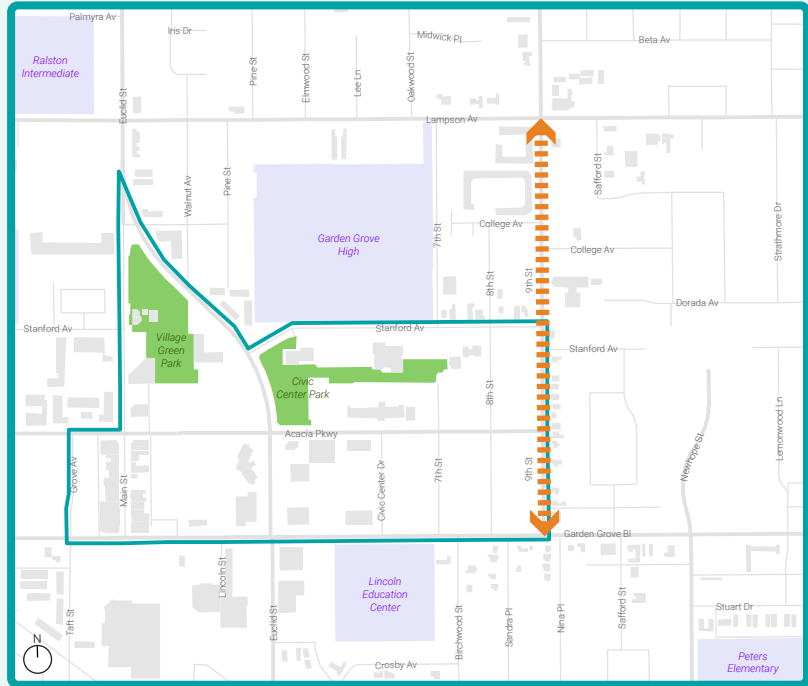 Palmyra Av
Iris Dr
Midwick Pl
Beta Av
Ralston
Intermediate
Pine St
Elmwood St
Lee Ln
Oakwood St
Euclid St
Lampson Av
Safford St
Walnut Av
Pine St
Strathmore Dr
Garden Grove
High
7th St
College Av
College Av
8th St
9th St
Dorada Av
Stanford Av
Stanford Av
Stanford Av
Village
Green
Park
Civic
Center Park
8th St
Lemonwood Ln
Acacia Pkwy
Newhope St
Grove Av
Main St
Civic Center Dr
7th St
9th St
Garden Grove Bl
Lincoln St
Lincoln
Education
Center
Euclid St
Taft St
Birchwood St
Sandra Pl
Nina Pl
Safford St
Stuart Dr
N
Crosby Av
Peters
Elementary